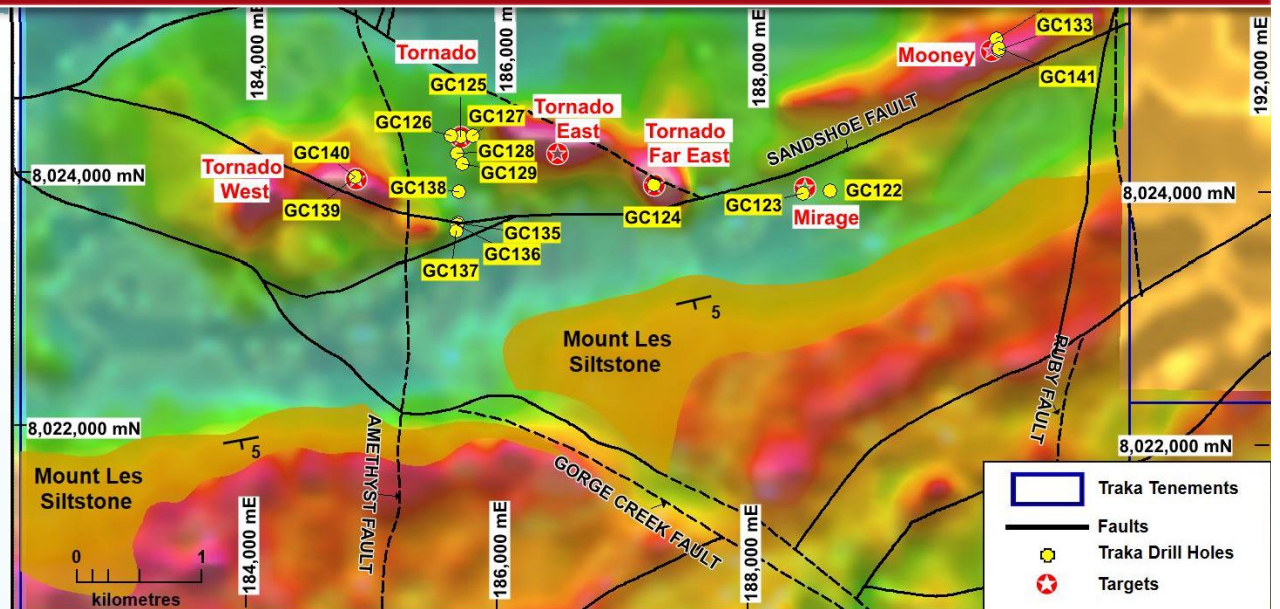 184,000 mE
186,000 mE
188,000 mE
192,000 mE
Tornado
Mooney
GC133
GC141
GC125
GC126
GC127
Tornado
East
Tornado
Far East
SANDSHOE FAULT
GC128
GC129
GC140
Tornado
West
8,024,000 mN
GC138
GC139
GC124
GC123
GC122
Mirage
8,024,000 mN
GC135
GC136
GC137
5
Mount Les
Siltstone
RUBY FAULT
8,022,000 mN
8,022,000 mN
5
Mount Les
Siltstone
AMETHYST FAULT
GORGE CREEK FAULT
184,000 mE
186,000 mE
188,000 mE
0 1
kilometres
Traka Tenements
Faults
Traka Drill Holes
Targets